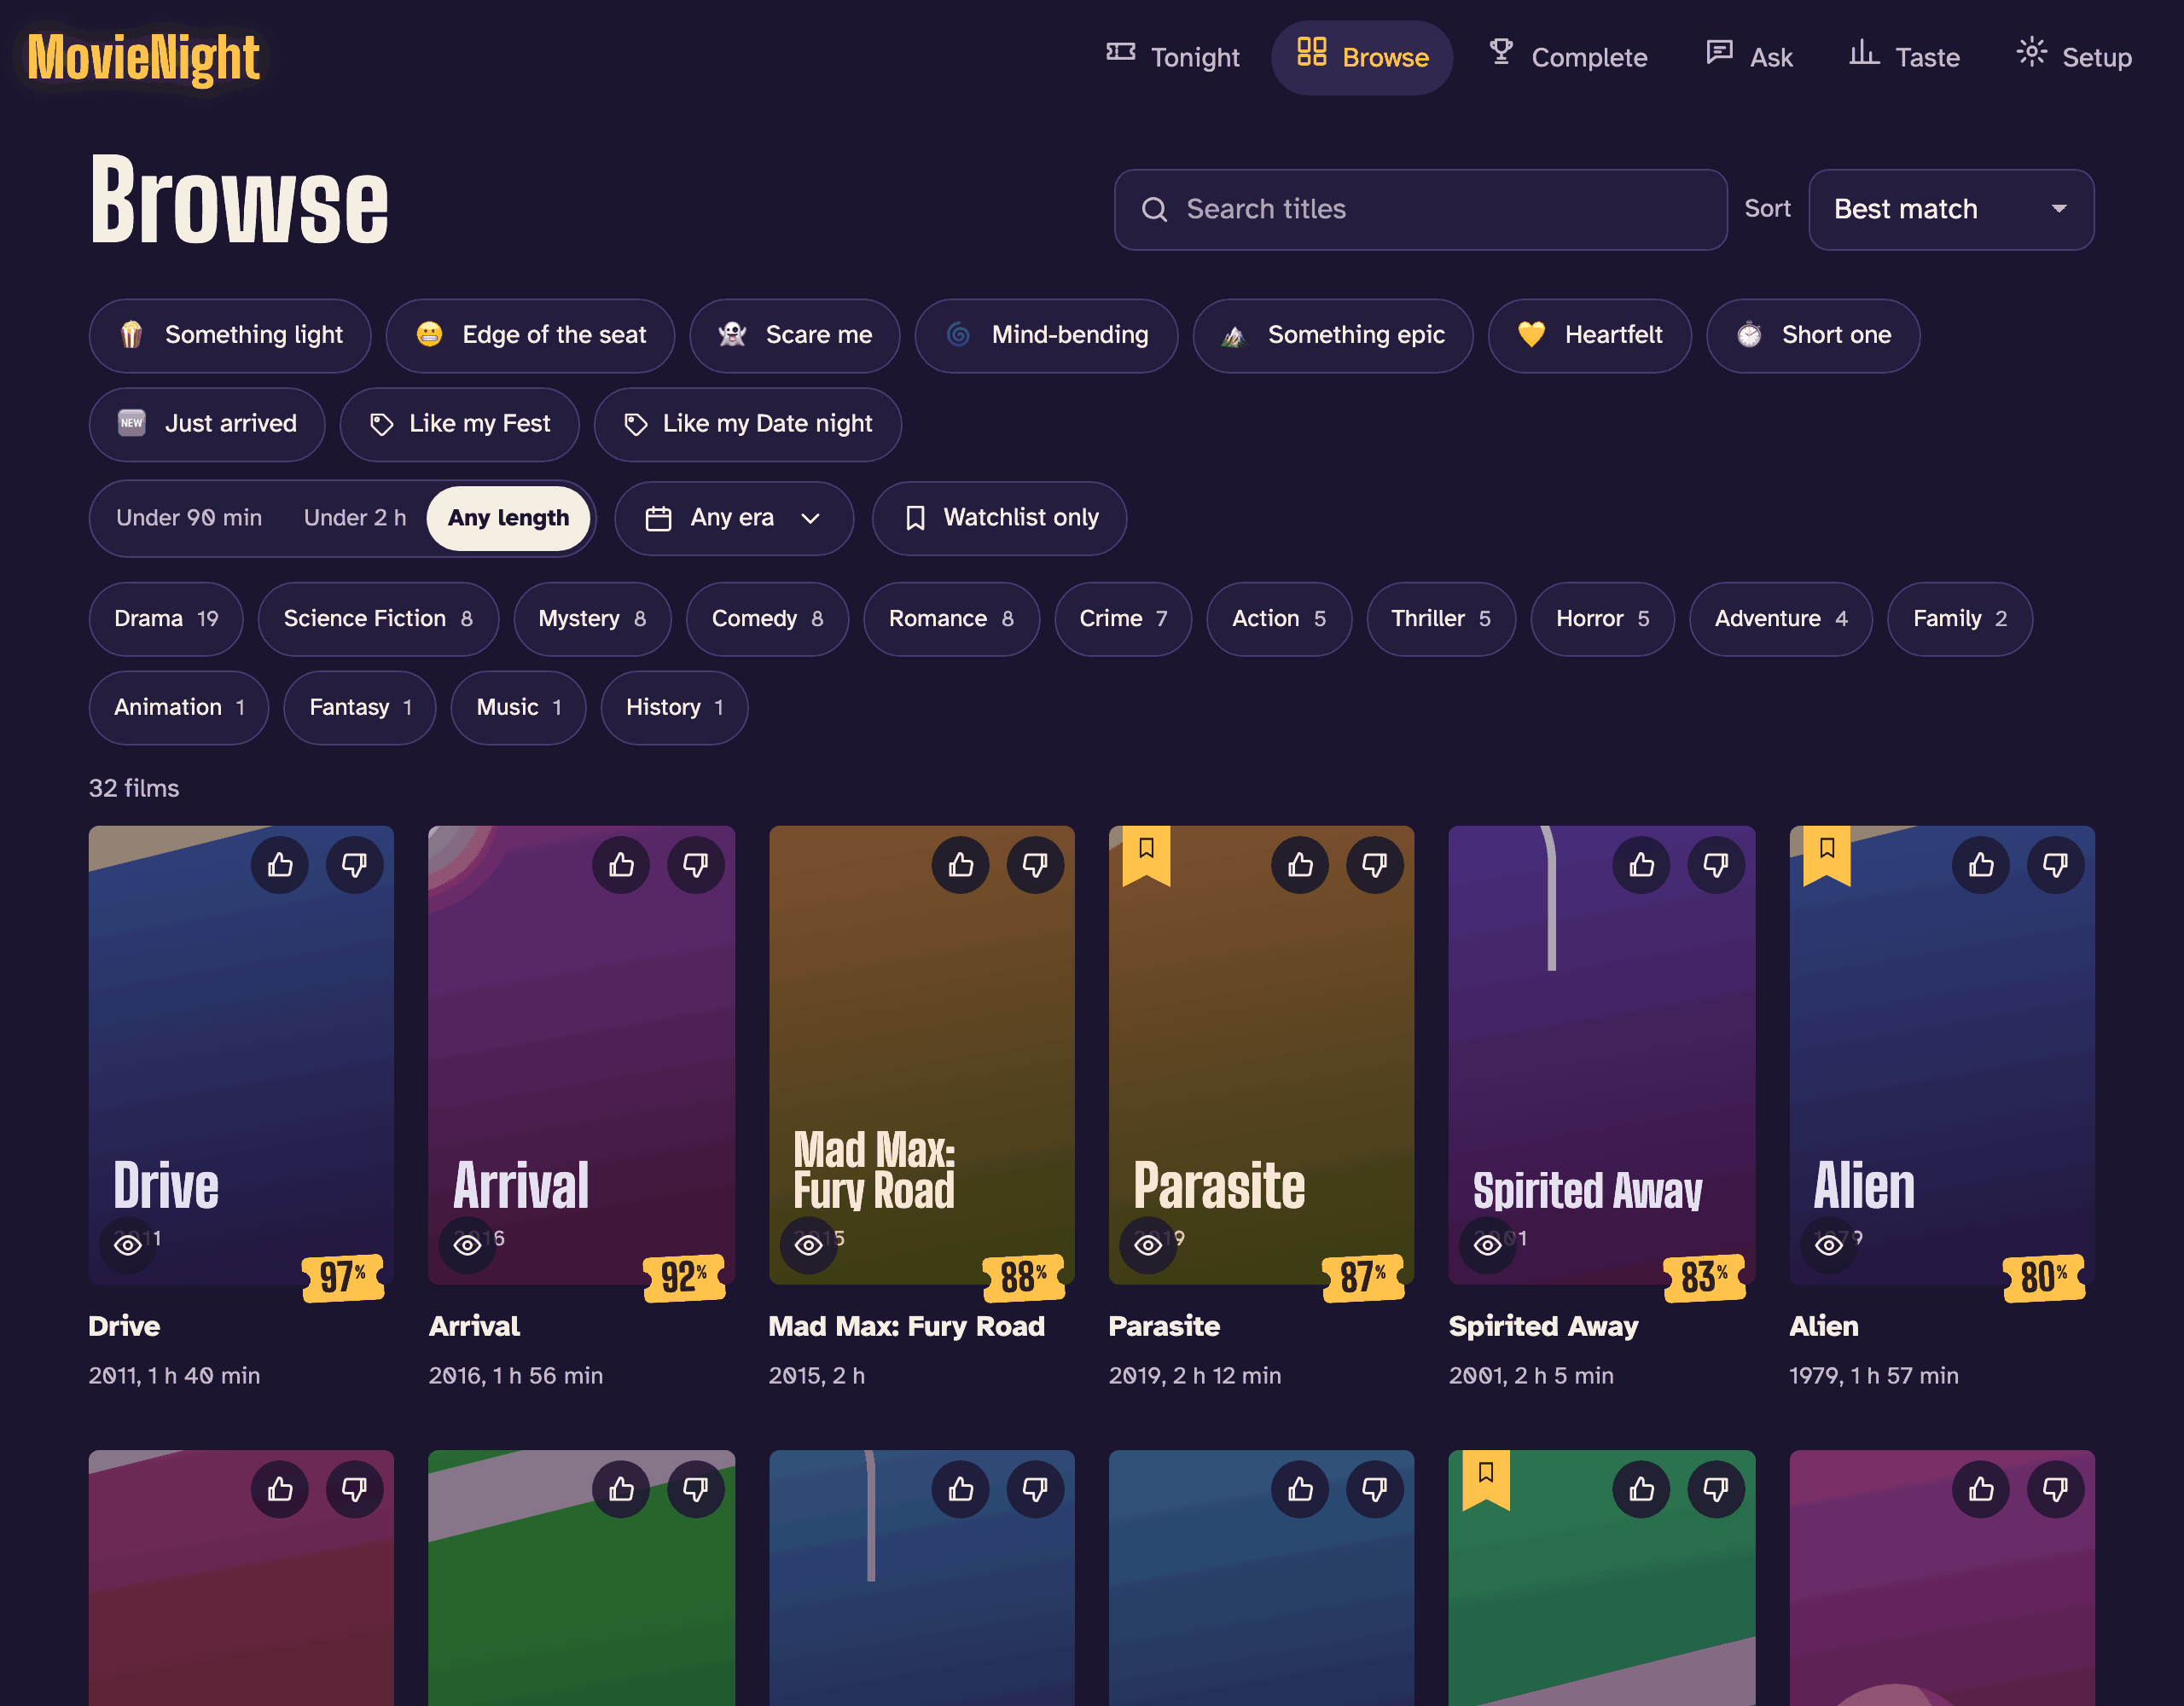 MovieNight
Tonight
Browse
Complete
Ask
Taste
Setup
Browse
Search titles
Sort
Best match
Something light
Edge of the seat
Scare me
Mind-bending
Something epic
Heartfelt
Short one
NEW
Just arrived
Like my Fest
Like my Date night
Under 90 min
Under 2 h
Any length
Any era
Watchlist only
Drama 19
Science Fiction 8
Mystery 8
Comedy 8
Romance 8
Crime 7
Action 5
Thriller 5
Horror 5
Adventure 4
Family 2
Animation 1
Fantasy 1
Music 1
History 1
32 films
Drive
97%
Drive
2011, 1 h 40 min
Arrival
92%
Arrival
2016, 1 h 56 min
Mad Max:
Fury Road
88%
Mad Max: Fury Road
2015, 2 h
Parasite
87%
Parasite
2019, 2 h 12 min
Spirited Away
83%
Spirited Away
2001, 2 h 5 min
Alien
80%
Alien
1979, 1 h 57 min